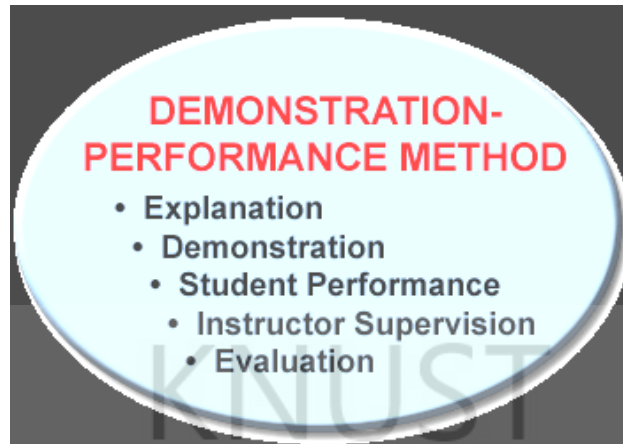 DEMONSTRATION-
PERFORMANCE METHOD
• Explanation
• Demonstration
• Student Performance
• Instructor Supervision
• Evaluation
KNUST